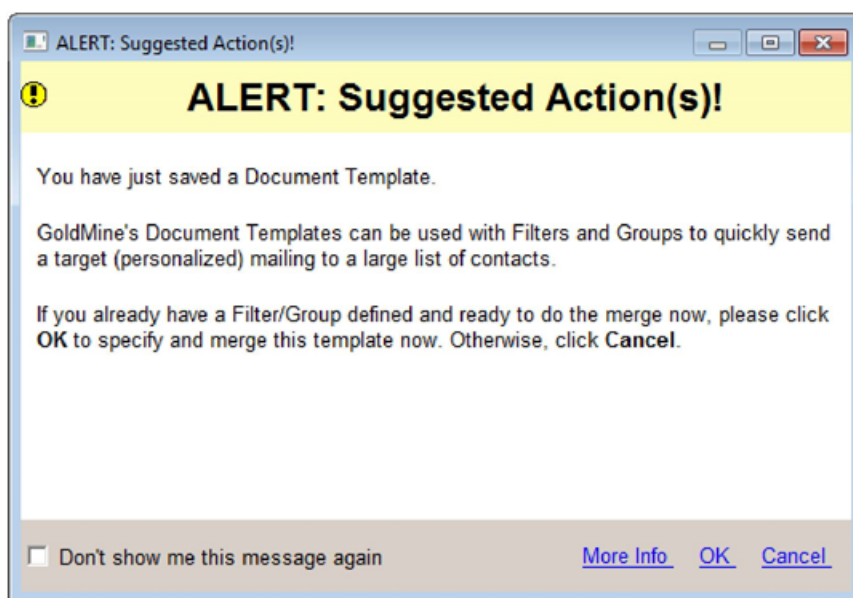 ALERT: Suggested Action(s)!
ALERT: Suggested Action(s)!
You have just saved a Document Template.
GoldMine's Document Templates can be used with Filters and Groups to quickly send
a target (personalized) mailing to a large list of contacts.
If you already have a Filter/Group defined and ready to do the merge now, please click
OK to specify and merge this template now. Otherwise, click Cancel.
Don't show me this message again
More Info OK Cancel